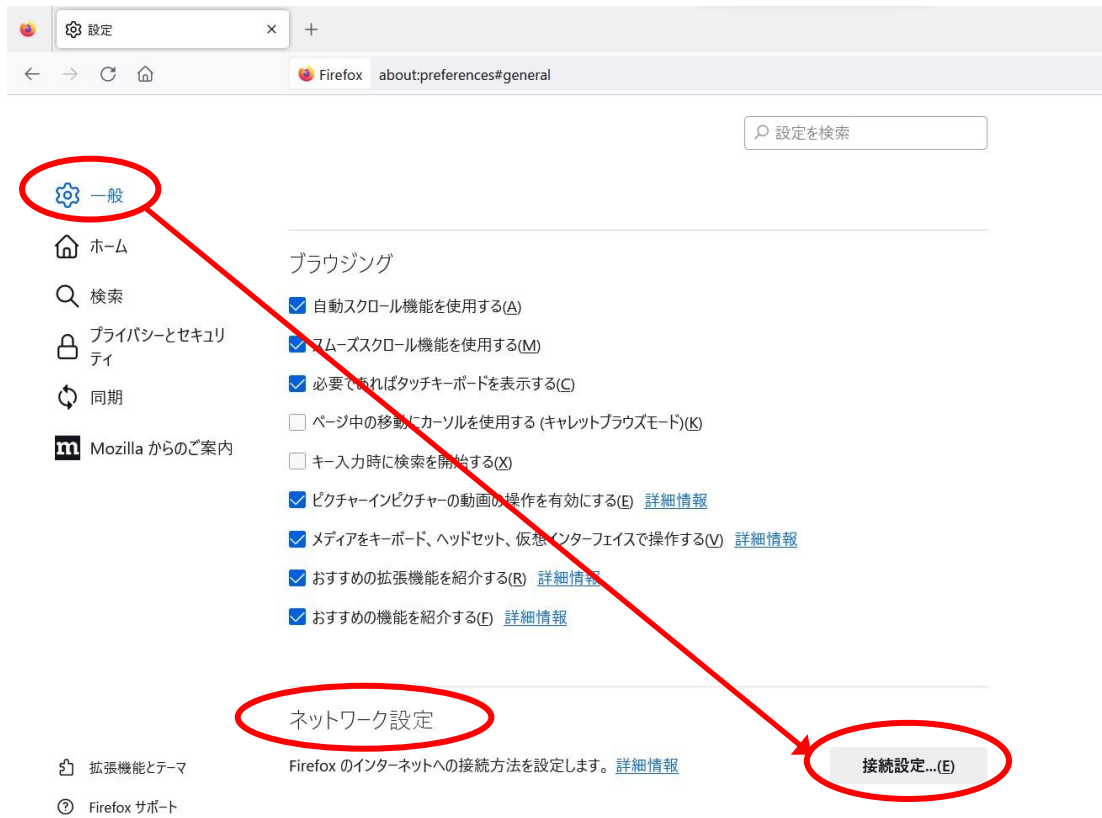 設定
Firefox about:preferences#general
設定を検索
一般
ホーム
検索
プライバシーとセキュリ
ティ
同期
Mozilla からのご案内
ブラウジング
自動スクロール機能を使用する(A)
スムーズスクロール機能を使用する(M)
必要であればタッチキーボードを表示する(C)
ページ中の移動にカーソルを使用する (キャレットブラウズモード)(K)
キー入力時に検索を開始する(X)
ピクチャーインピクチャーの動画の操作を有効にする(E) 詳細情報
メディアをキーボード、ヘッドセット、仮想インターフェイスで操作する(V) 詳細情報
おすすめの拡張機能を紹介する(R) 詳細情報
おすすめの機能を紹介する(F) 詳細情報
ネットワーク設定
Firefox のインターネットへの接続方法を設定します。 詳細情報
接続設定...(E)
拡張機能とテーマ
Firefox サポート